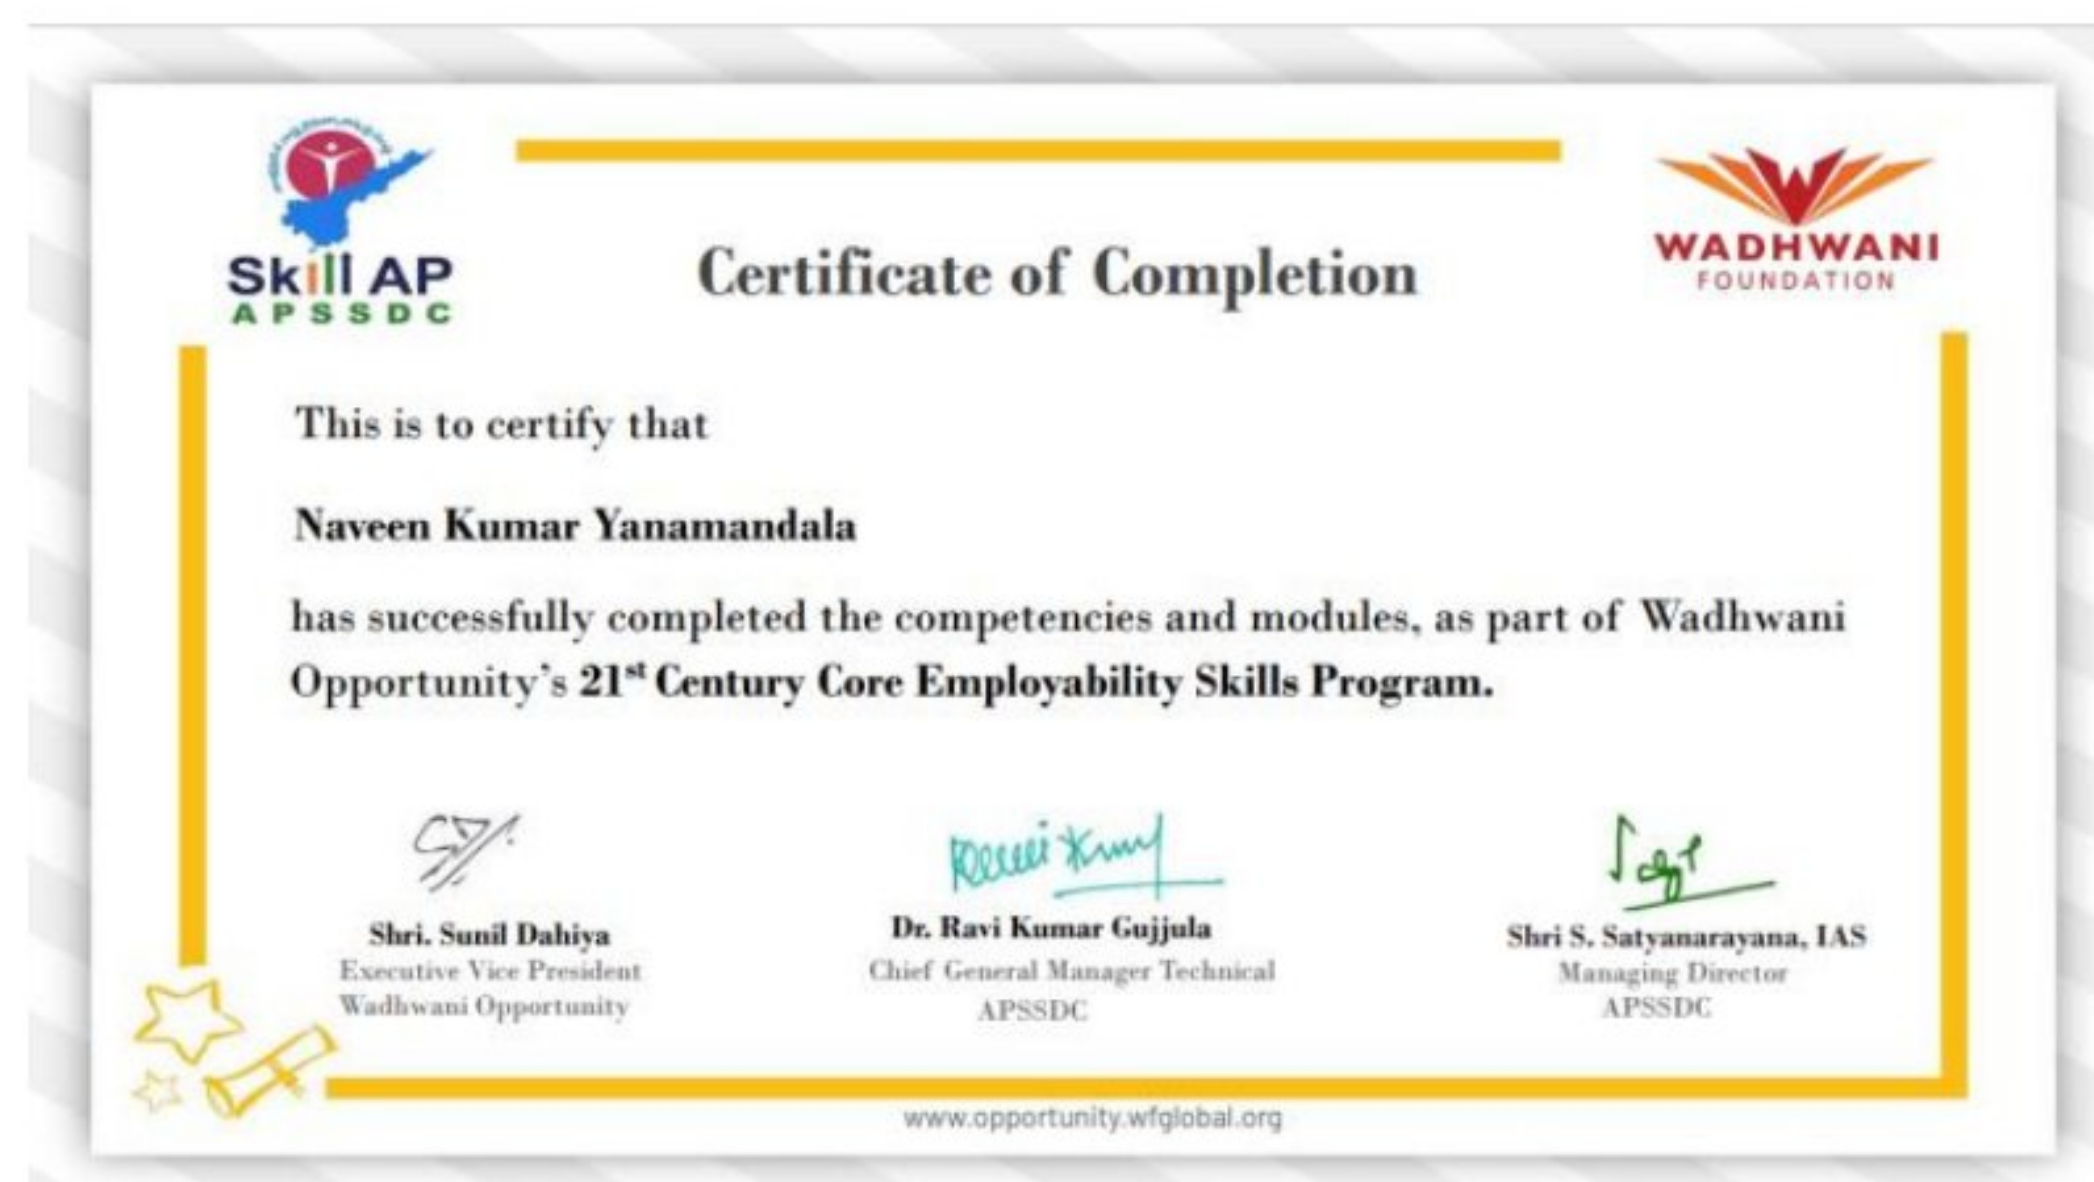 Skill AP
APSSDC
WADHWANI
FOUNDATION
Certificate of Completion
This is to certify that
Naveen Kumar Yanamandala
has successfully completed the competencies and modules, as part of Wadhwani
Opportunity's 21st Century Core Employability Skills Program.
Shri. Sunil Dahiya
Executive Vice President
Wadhwani Opportunity
Dr. Ravi Kumar Gujjula
Chief General Manager Technical
APSSDC
Shri S. Satyanarayana, IAS
Managing Director
APSSDC
www.opportunity.wfglobal.org